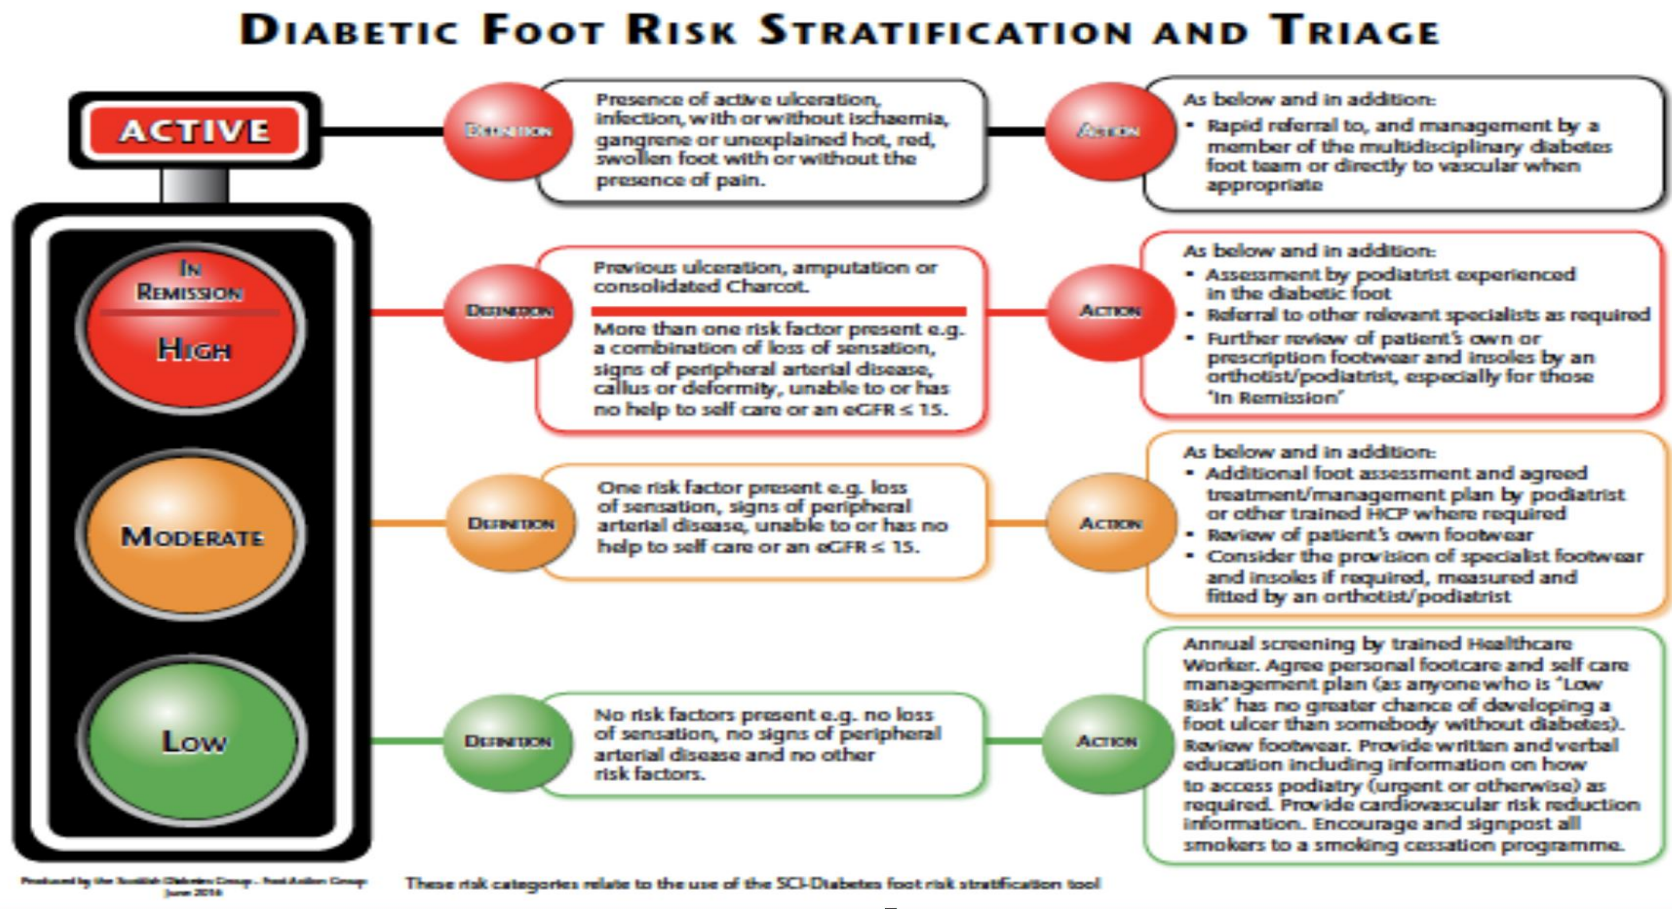 DIABETIC FOOT RISK STRATIFICATION AND TRIAGE
ACTIVE
DEFINITION
Presence of active ulceration,
infection, with or without ischaemia,
gangrene or unexplained hot, red,
swollen foot with or without the
presence of pain.
ACTION
As below and in addition:
• Rapid referral to, and management by a
member of the multidisciplinary diabetes
foot team or directly to vascular when
appropriate
IN
REMISSION
HIGH
DEFINITION
Previous ulceration, amputation or
consolidated Charcot.
More than one risk factor present e.g.
a combination of loss of sensation,
signs of peripheral arterial disease,
callus or deformity, unable to or has
no help to self care or an eGFR ≤ 15.
ACTION
As below and in addition:
• Assessment by podiatrist experienced
in the diabetic foot
• Referral to other relevant specialists as required
• Further review of patient's own or
prescription footwear and insoles by an
orthotist/podiatrist, especially for those
"In Remission"
MODERATE
DEFINITION
One risk factor present e.g. loss
of sensation, signs of peripheral
arterial disease, unable to or has no
help to self care or an eGFR ≤ 15.
ACTION
As below and in addition:
• Additional foot assessment and agreed
treatment/management plan by podiatrist
or other trained HCP where required
• Review of patient's own footwear
• Consider the provision of specialist footwear
and insoles if required, measured and
fitted by an orthotist/podiatrist
LOW
DEFINITION
No risk factors present e.g. no loss
of sensation, no signs of peripheral
arterial disease and no other
risk factors.
ACTION
Annual screening by trained Healthcare
Worker. Agree personal footcare and self care
management plan (as anyone who is "Low
Risk" has no greater chance of developing a
foot ulcer than somebody without diabetes).
Review footwear. Provide written and verbal
education including information on how
to access podiatry (urgent or otherwise) as
required. Provide cardiovascular risk reduction
information. Encourage and signpost all
smokers to a smoking cessation programme.
Produced by the Scottish Diabetes Group - Foot Action Group
June 2016
These risk categories relate to the use of the SCI-Diabetes foot risk stratification tool